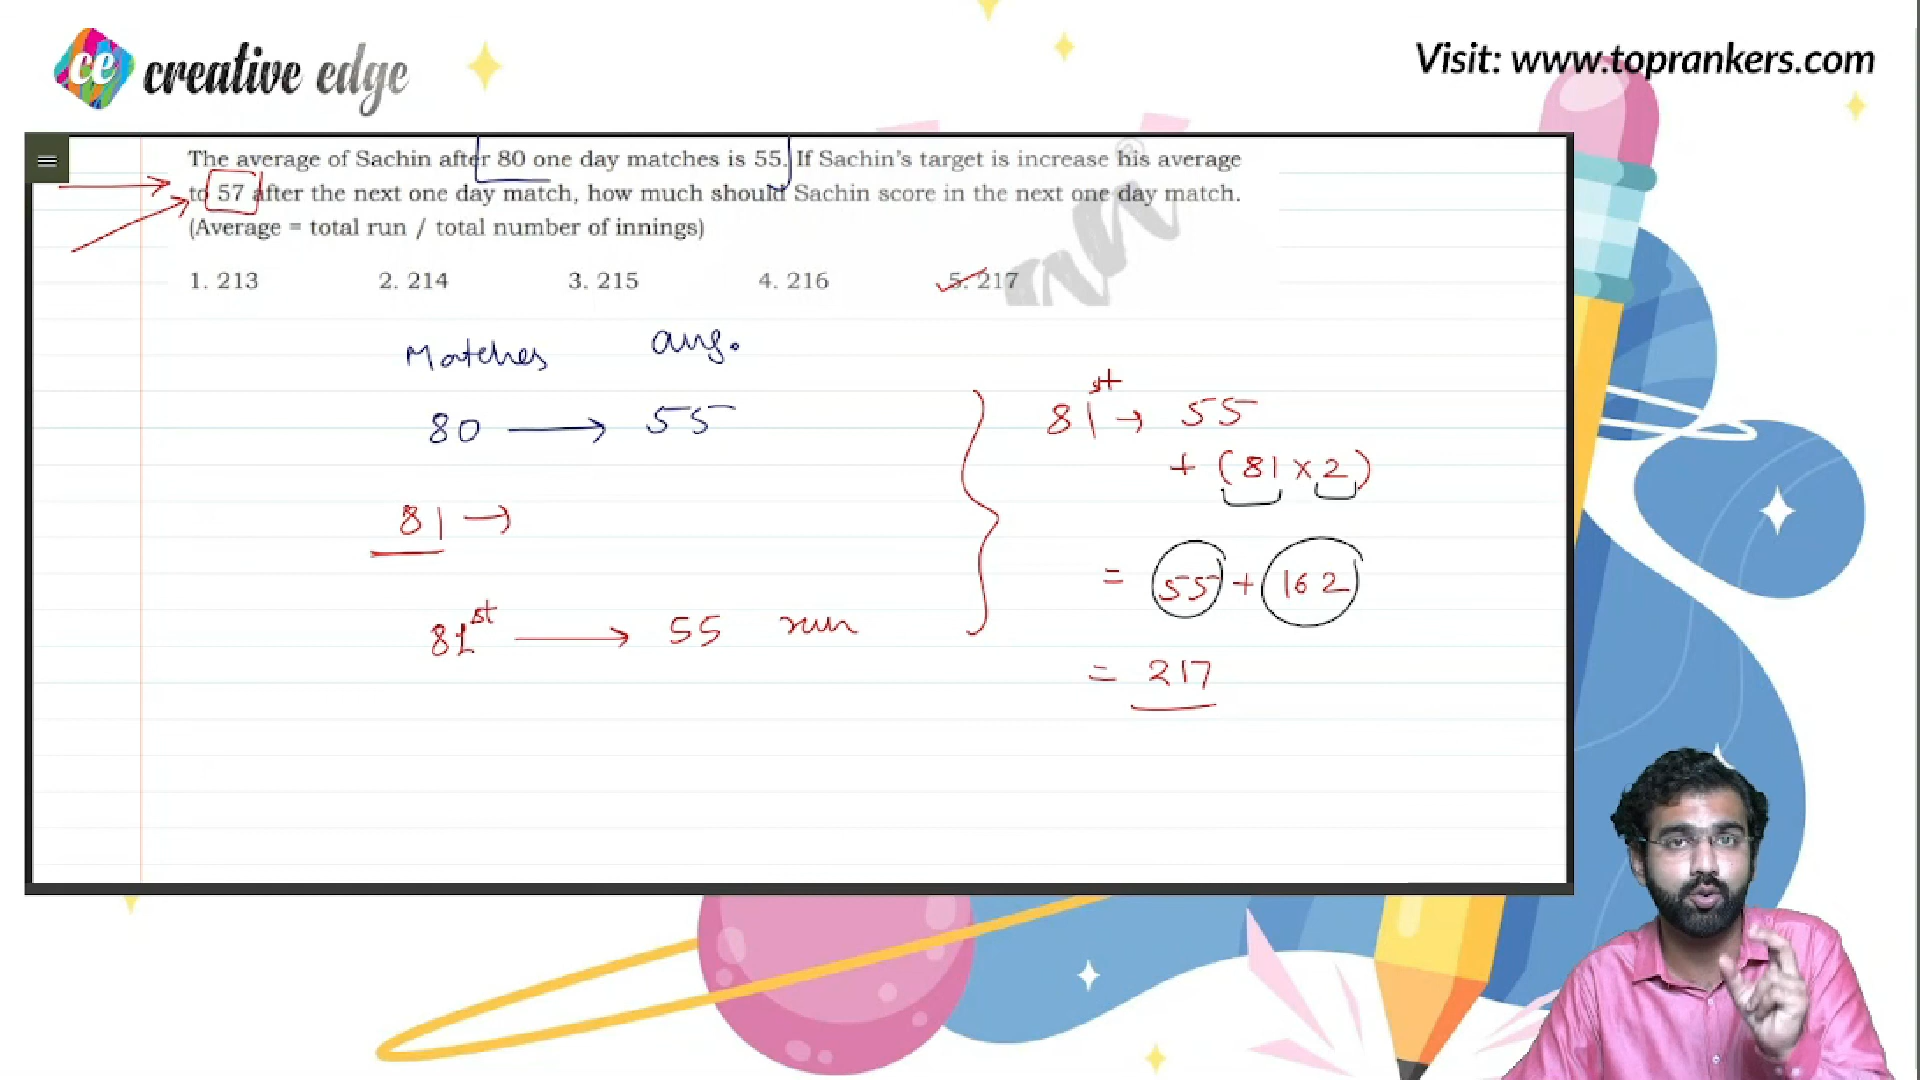 ce creative edge
Visit: www.toprankers.com
The average of Sachin after 80 one day matches is 55. If Sachin's target is increase his average
to 57 after the next one day match, how much should Sachin score in the next one day match.
(Average = total run / total number of innings)
1. 213 2. 214 3. 215 4. 216 5. 217
Matches avg.
80 → 55
81 →
81st → 55 run
81st → 55
+ (81 × 2)
= 55 + 162
= 217